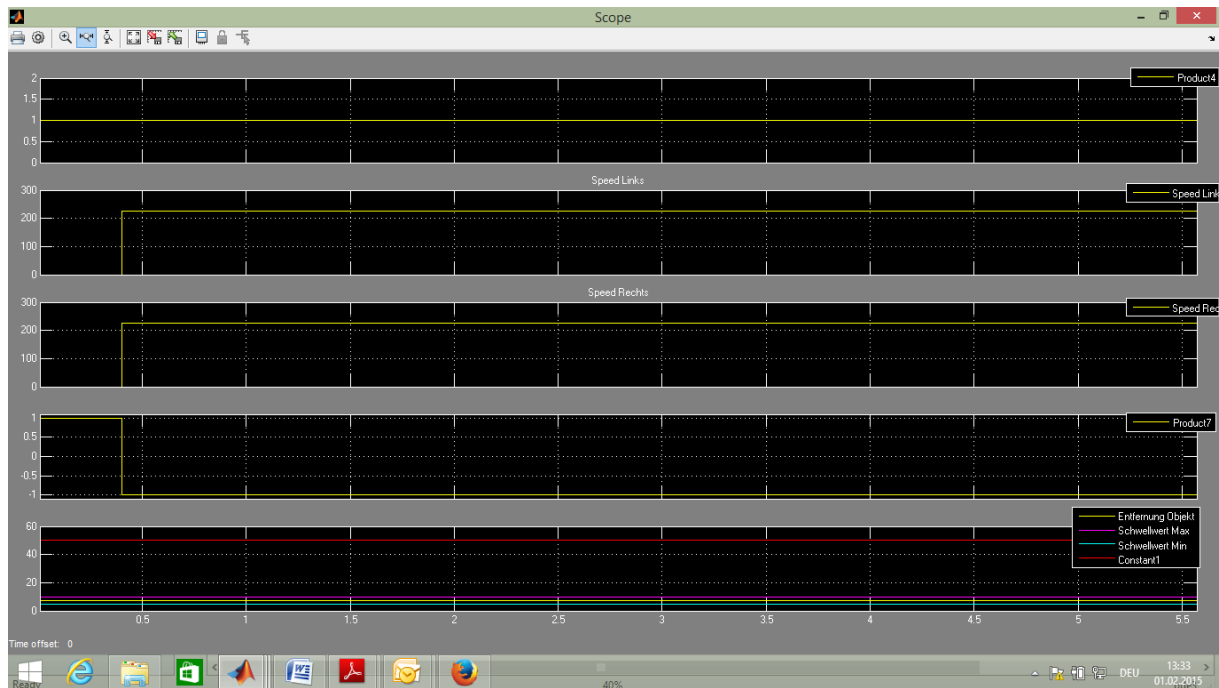 Scope
Product4
2
1.5
1
0.5
0
Speed Links
Speed Link
300
200
100
0
Speed Rechts
Speed Rec
300
200
100
0
Product7
1
0.5
0
-0.5
-1
Entfernung Objekt
Schwellwert Max
Schwellwert Min
Constant1
60
40
20
0
0.5 1 1.5 2 2.5 3 3.5 4 4.5 5 5.5
Time offset: 0
Ready
40%
DEU
13:33
01.02.2015